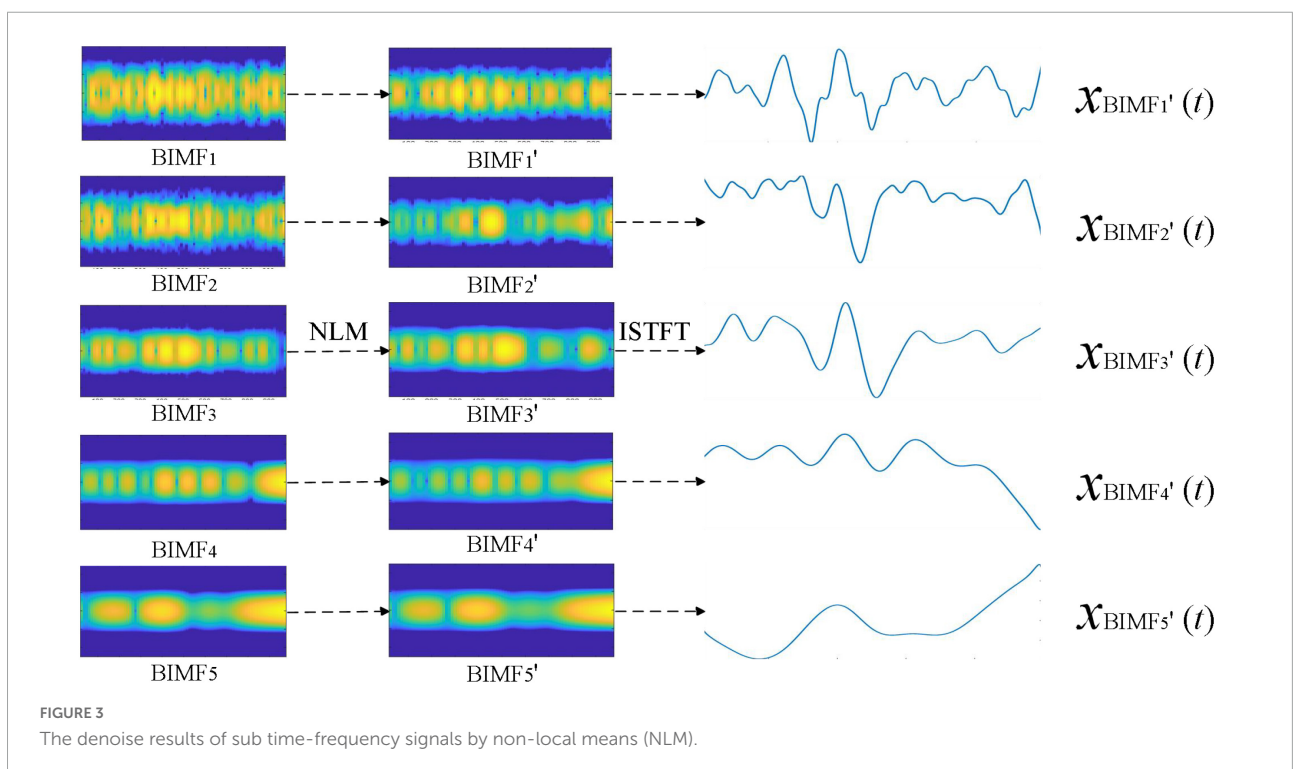 𝑥BIMF1' (t)
BIMF1
BIMF1'
𝑥BIMF2' (t)
BIMF2
BIMF2'
NLM
ISTFT
𝑥BIMF3' (t)
BIMF3
BIMF3'
𝑥BIMF4' (t)
BIMF4
BIMF4'
𝑥BIMF5' (t)
BIMF5
BIMF5'
FIGURE 3
The denoise results of sub time-frequency signals by non-local means (NLM).